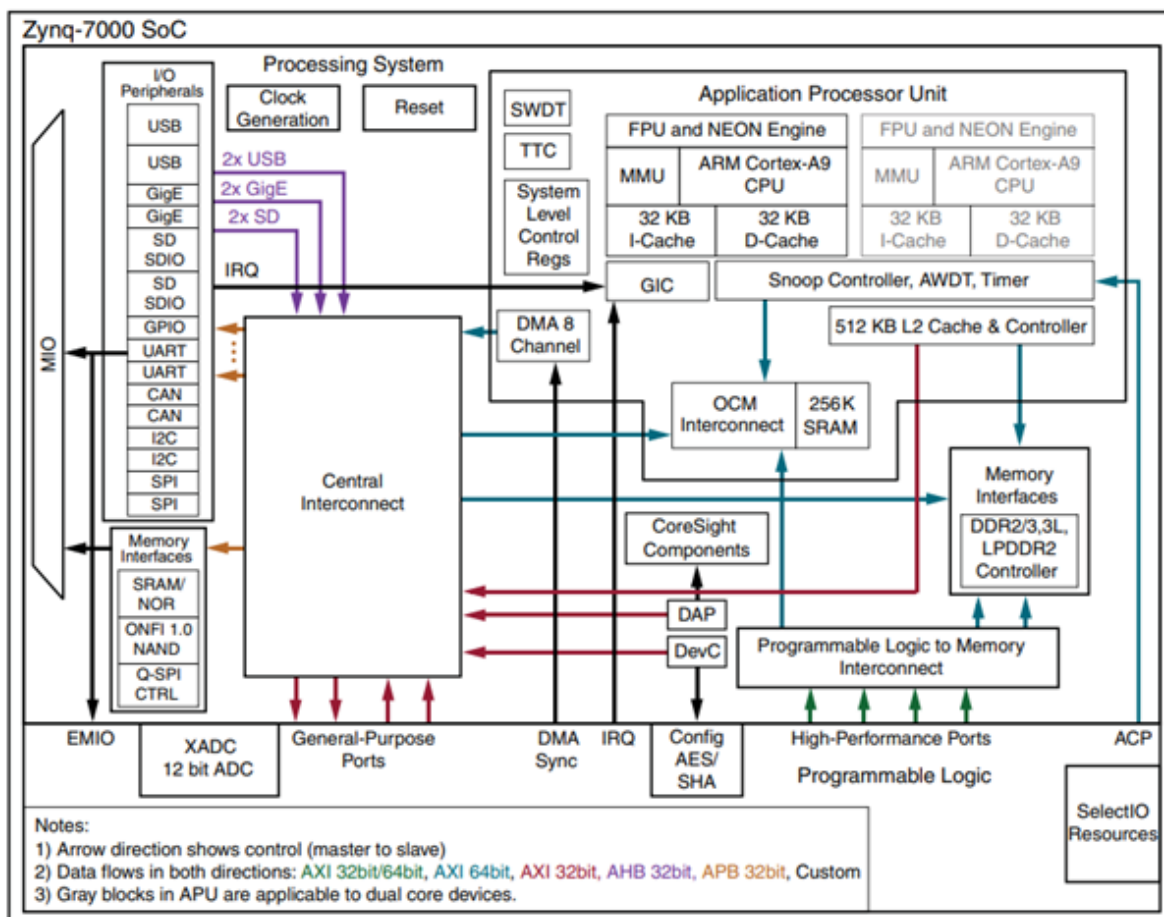 Zynq-7000 SoC
I/O
Peripherals
USB
USB
GigE
GigE
SD
SDIO
SD
SDIO
GPIO
UART
UART
CAN
CAN
I2C
I2C
SPI
SPI
MIO
Memory
Interfaces
SRAM/
NOR
ONFI 1.0
NAND
Q-SPI
CTRL
Processing System
Clock
Generation
Reset
2x USB
2x GigE
2x SD
IRQ
Central
Interconnect
SWDT
TTC
System
Level
Control
Regs
Application Processor Unit
FPU and NEON Engine
MMU
ARM Cortex-A9
CPU
32 KB
I-Cache
32 KB
D-Cache
FPU and NEON Engine
MMU
ARM Cortex-A9
CPU
32 KB
I-Cache
32 KB
D-Cache
GIC
Snoop Controller, AWDT, Timer
DMA 8
Channel
512 KB L2 Cache & Controller
OCM
Interconnect
256K
SRAM
Memory
Interfaces
DDR2/3,3L,
LPDDR2
Controller
CoreSight
Components
DAP
DevC
Programmable Logic to Memory
Interconnect
EMIO
XADC
12 bit ADC
General-Purpose
Ports
DMA
Sync
IRQ
Config
AES/
SHA
High-Performance Ports
ACP
Programmable Logic
SelectIO
Resources
Notes:
1) Arrow direction shows control (master to slave)
2) Data flows in both directions: AXI 32bit/64bit, AXI 64bit, AXI 32bit, AHB 32bit, APB 32bit, Custom
3) Gray blocks in APU are applicable to dual core devices.